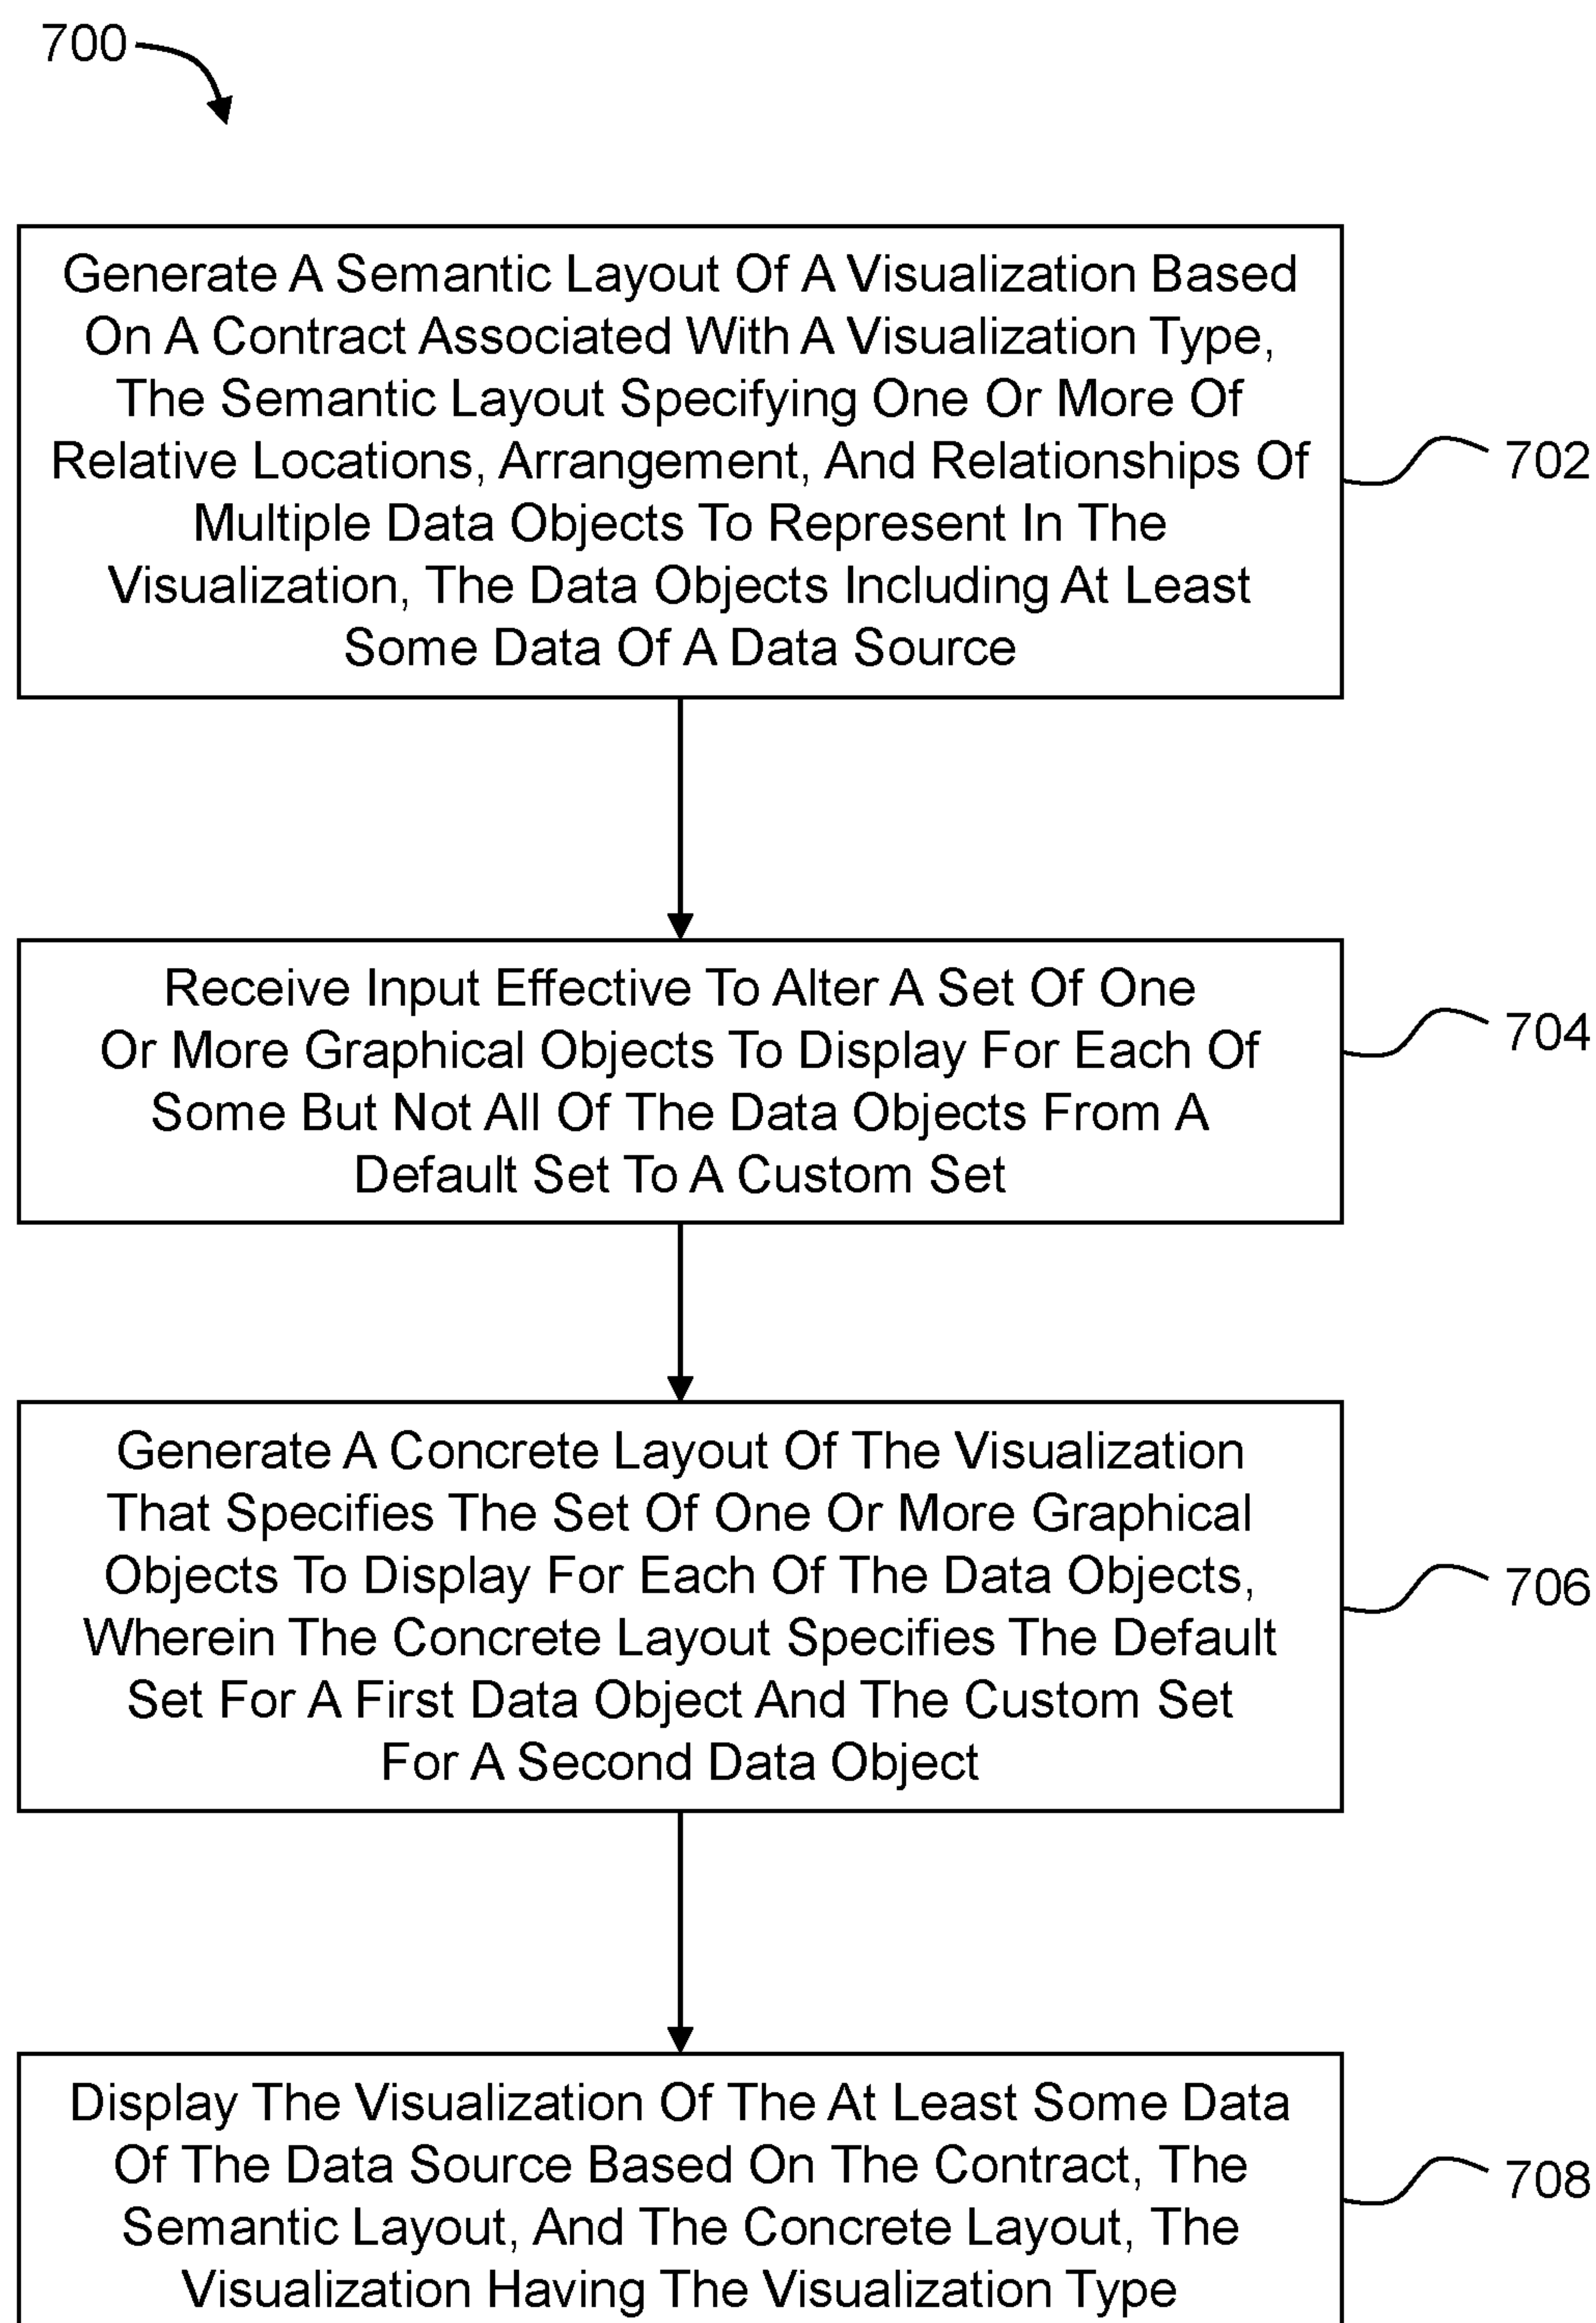 700
Generate A Semantic Layout Of A Visualization Based
On A Contract Associated With A Visualization Type,
The Semantic Layout Specifying One Or More Of
Relative Locations, Arrangement, And Relationships Of
Multiple Data Objects To Represent In The
Visualization, The Data Objects Including At Least
Some Data Of A Data Source
702
Receive Input Effective To Alter A Set Of One
Or More Graphical Objects To Display For Each Of
Some But Not All Of The Data Objects From A
Default Set To A Custom Set
704
Generate A Concrete Layout Of The Visualization
That Specifies The Set Of One Or More Graphical
Objects To Display For Each Of The Data Objects,
Wherein The Concrete Layout Specifies The Default
Set For A First Data Object And The Custom Set
For A Second Data Object
706
Display The Visualization Of The At Least Some Data
Of The Data Source Based On The Contract, The
Semantic Layout, And The Concrete Layout, The
Visualization Having The Visualization Type
708